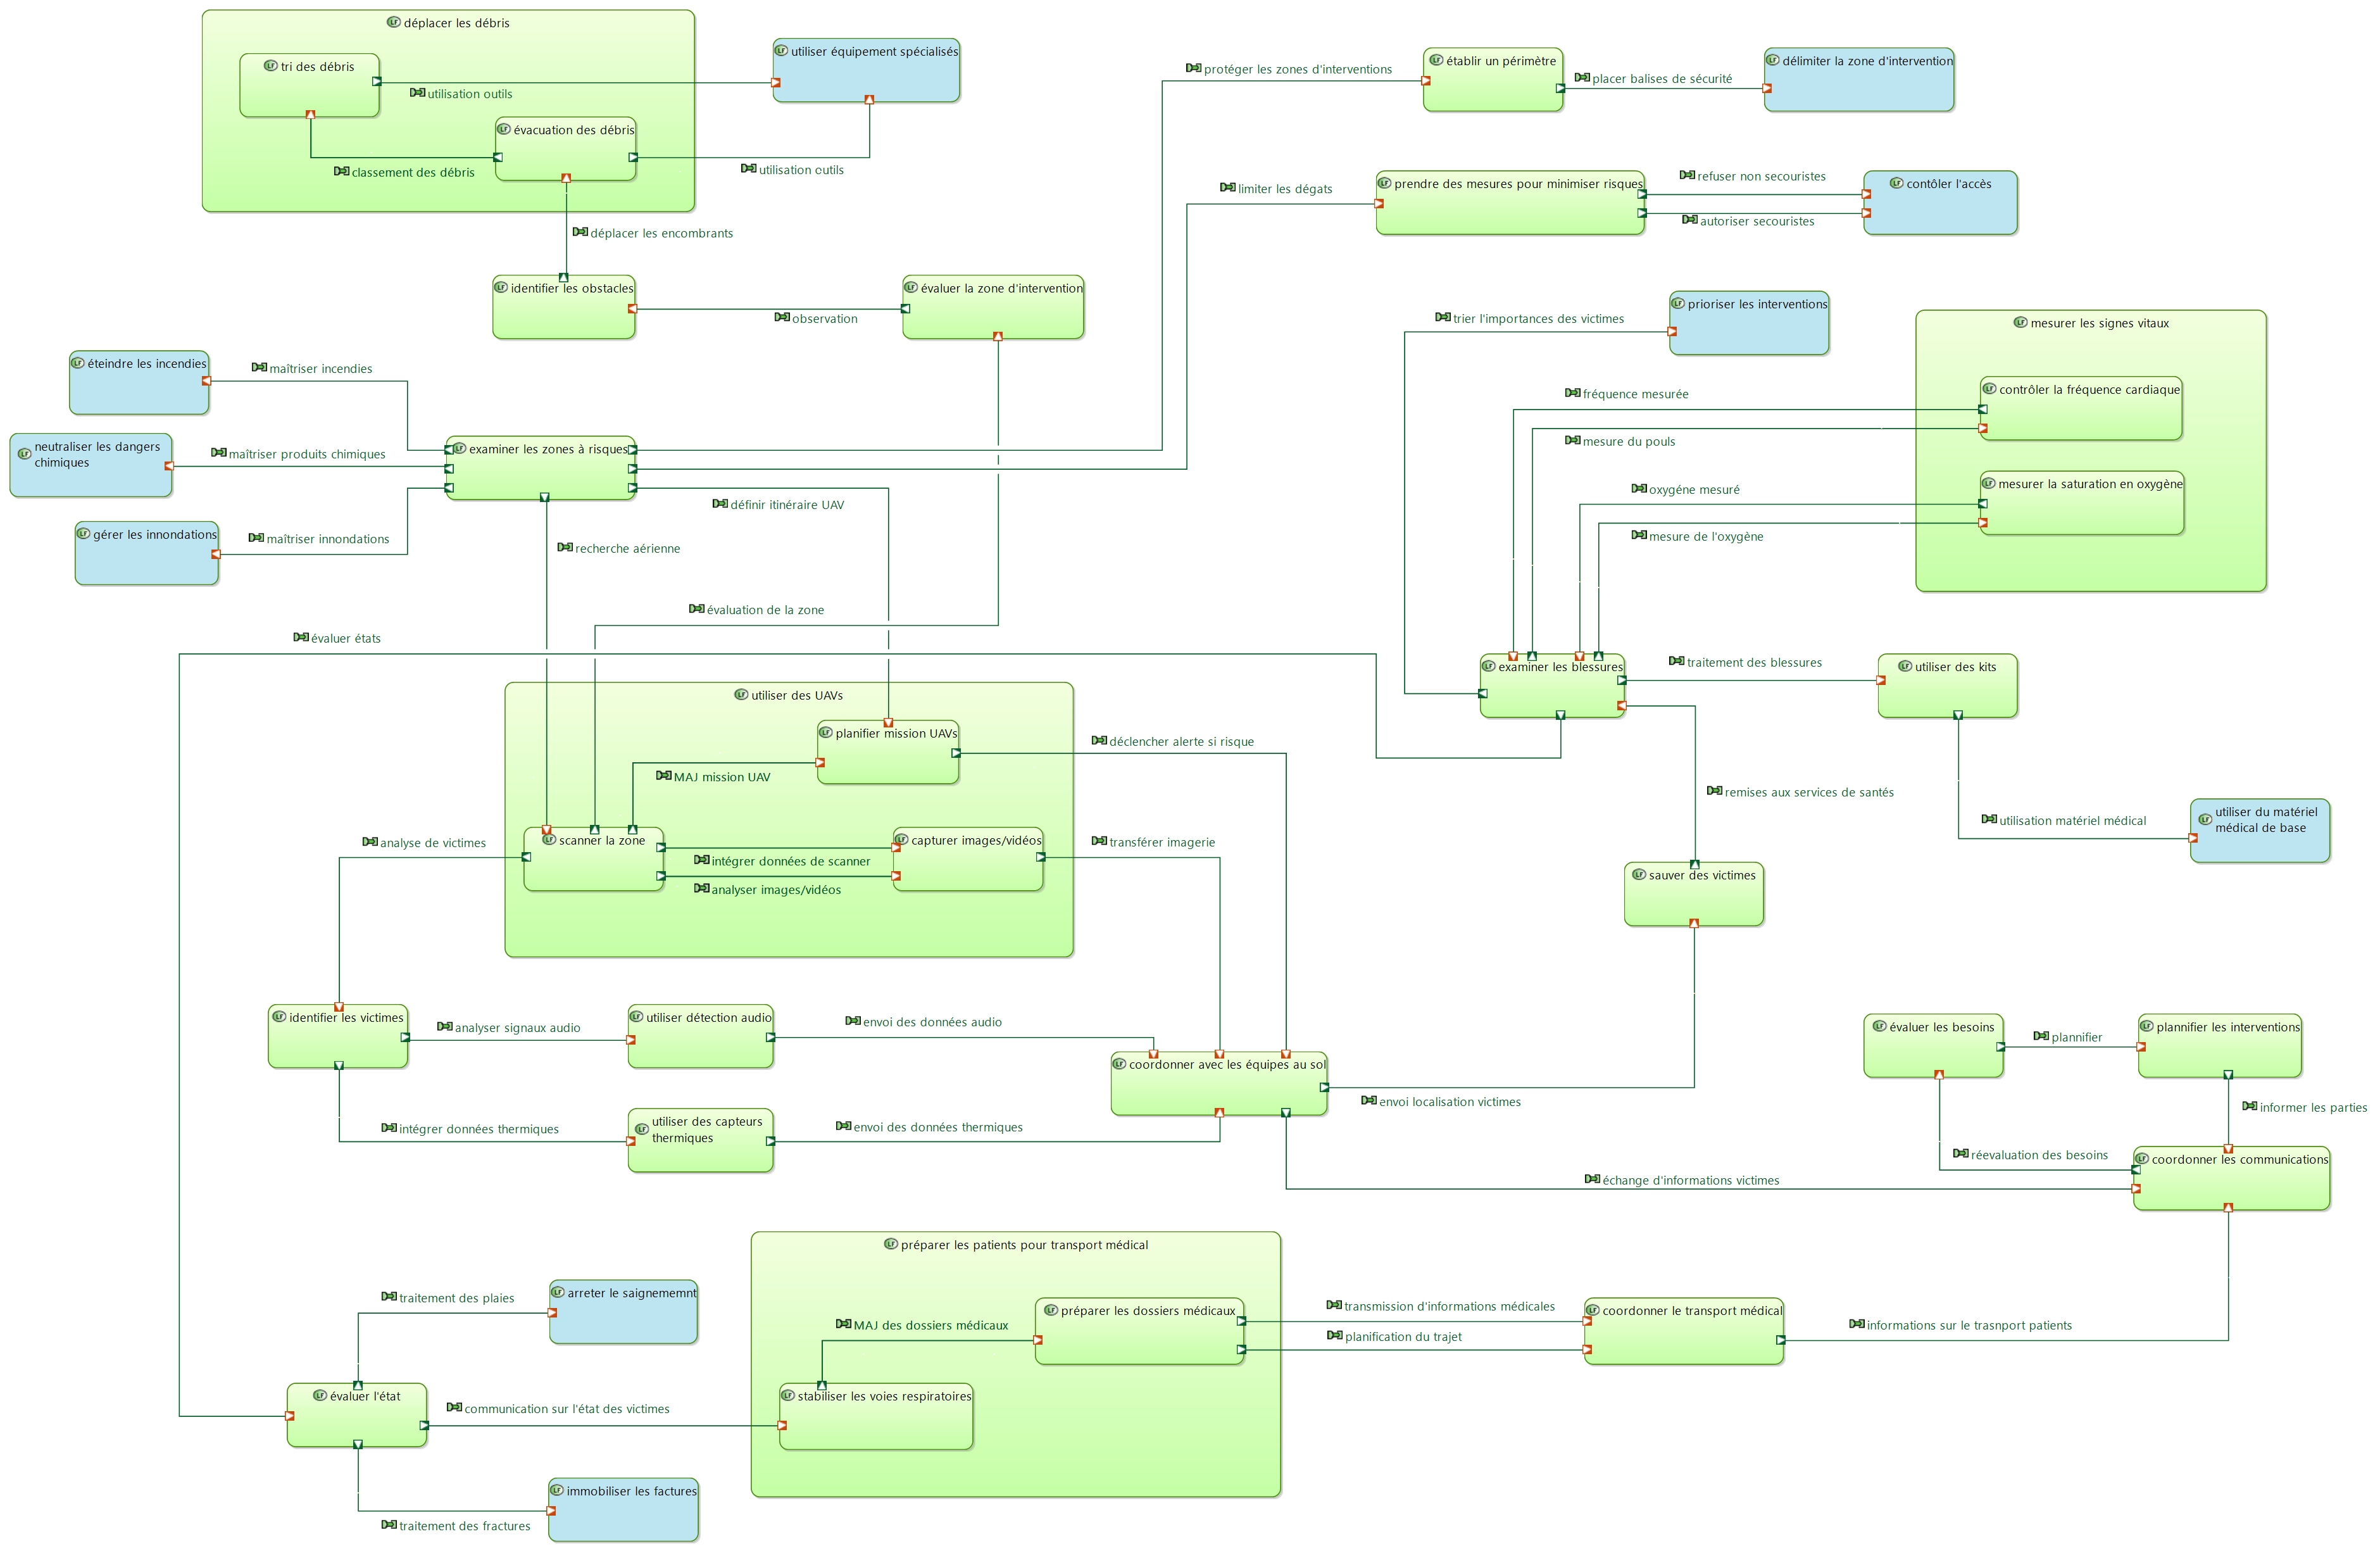 déplacer les débris
tri des débris
utiliser équipement spécialisés
utilisation outils
évacuation des débris
classement des débris
utilisation outils
déplacer les encombrants
protéger les zones d'interventions
établir un périmètre
placer balises de sécurité
délimiter la zone d'intervention
limiter les dégats
prendre des mesures pour minimiser risques
refuser non secouristes
autoriser secouristes
contôler l'accès
identifier les obstacles
observation
évaluer la zone d'intervention
trier l'importances des victimes
prioriser les interventions
mesurer les signes vitaux
contrôler la fréquence cardiaque
fréquence mesurée
mesure du pouls
mesurer la saturation en oxygène
oxygéne mesuré
mesure de l'oxygène
éteindre les incendies
maîtriser incendies
neutraliser les dangers
chimiques
maîtriser produits chimiques
examiner les zones à risques
gérer les innondations
maîtriser innondations
définir itinéraire UAV
recherche aérienne
évaluation de la zone
évaluer états
utiliser des UAVs
planifier mission UAVs
déclencher alerte si risque
MAJ mission UAV
examiner les blessures
traitement des blessures
utiliser des kits
remises aux services de santés
utilisation matériel médical
utiliser du matériel
médical de base
analyse de victimes
scanner la zone
intégrer données de scanner
analyser images/vidéos
capturer images/vidéos
transférer imagerie
sauver des victimes
identifier les victimes
analyser signaux audio
utiliser détection audio
envoi des données audio
coordonner avec les équipes au sol
envoi localisation victimes
évaluer les besoins
plannifier
plannifier les interventions
informer les parties
intégrer données thermiques
utiliser des capteurs
thermiques
envoi des données thermiques
réevaluation des besoins
coordonner les communications
échange d'informations victimes
préparer les patients pour transport médical
traitement des plaies
arreter le saignememnt
MAJ des dossiers médicaux
préparer les dossiers médicaux
transmission d'informations médicales
planification du trajet
coordonner le transport médical
informations sur le trasnport patients
évaluer l'état
communication sur l'état des victimes
stabiliser les voies respiratoires
immobiliser les factures
traitement des fractures